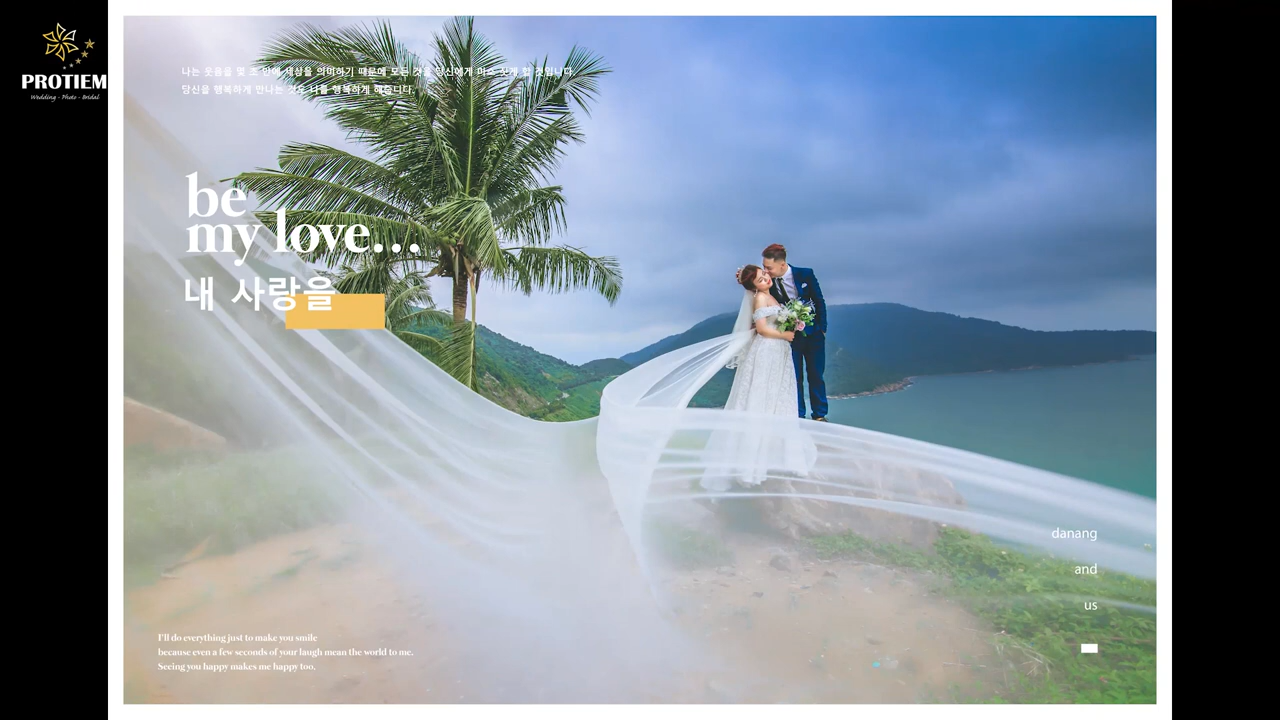 PROTIEM
Wedding - Photo - Bridal
나는 웃음을 몇 초 안에 세상을 의미하기 때문에 모든 것을 당신에게 미소 짓게 할 것입니다.
당신을 행복하게 만나는 것도 나를 행복하게 해줍니다.
be
my love...
내 사랑을
danang
and
us
I'll do everything just to make you smile
because even a few seconds of your laugh mean the world to me.
Seeing you happy makes me happy too.